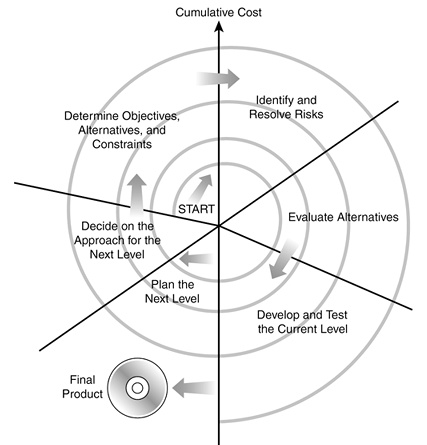 Cumulative Cost
Identify and
Resolve Risks
Determine Objectives,
Alternatives, and
Constraints
START
Evaluate Alternatives
Decide on the
Approach for the
Next Level
Plan the
Next Level
Develop and Test
the Current Level
Final
Product